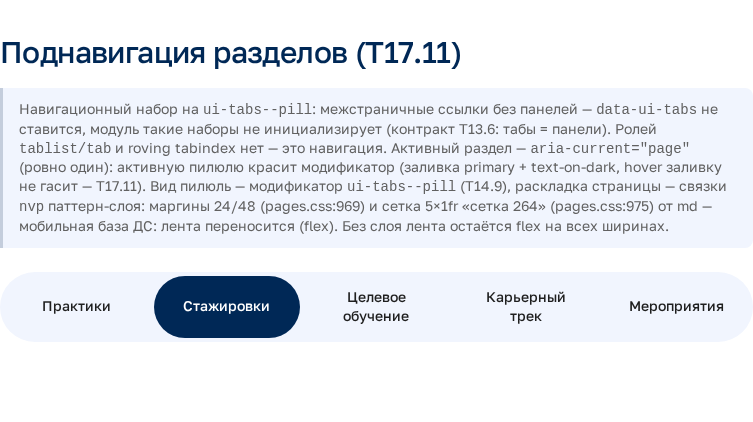 Поднавигация разделов (T17.11)
Навигационный набор на ui-tabs--pill: межстраничные ссылки без панелей — data-ui-tabs не
ставится, модуль такие наборы не инициализирует (контракт T13.6: табы = панели). Ролей
tablist/tab и roving tabindex нет — это навигация. Активный раздел — aria-current="page"
(ровно один): активную пилюлю красит модификатор (заливка primary + text-on-dark, hover заливку
не гасит — T17.11). Вид пилюль — модификатор ui-tabs--pill (T14.9), раскладка страницы — связки
nvp паттерн-слоя: маргины 24/48 (pages.css:969) и сетка 5×1fr «сетка 264» (pages.css:975) от md —
мобильная база ДС: лента переносится (flex). Без слоя лента остаётся flex на всех ширинах.
Практики
Стажировки
Целевое
обучение
Карьерный
трек
Мероприятия